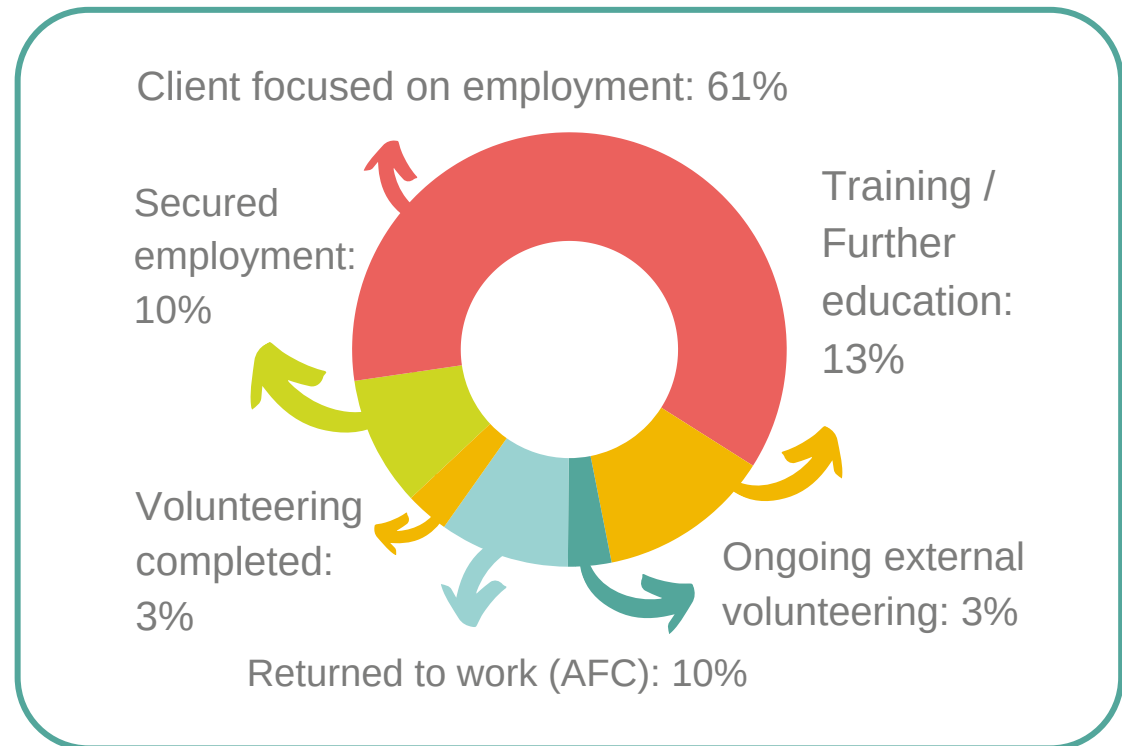 Client focused on employment: 61%
Secured
employment:
10%
Training /
Further
education:
13%
Volunteering
completed:
3%
Ongoing external
volunteering: 3%
Returned to work (AFC): 10%